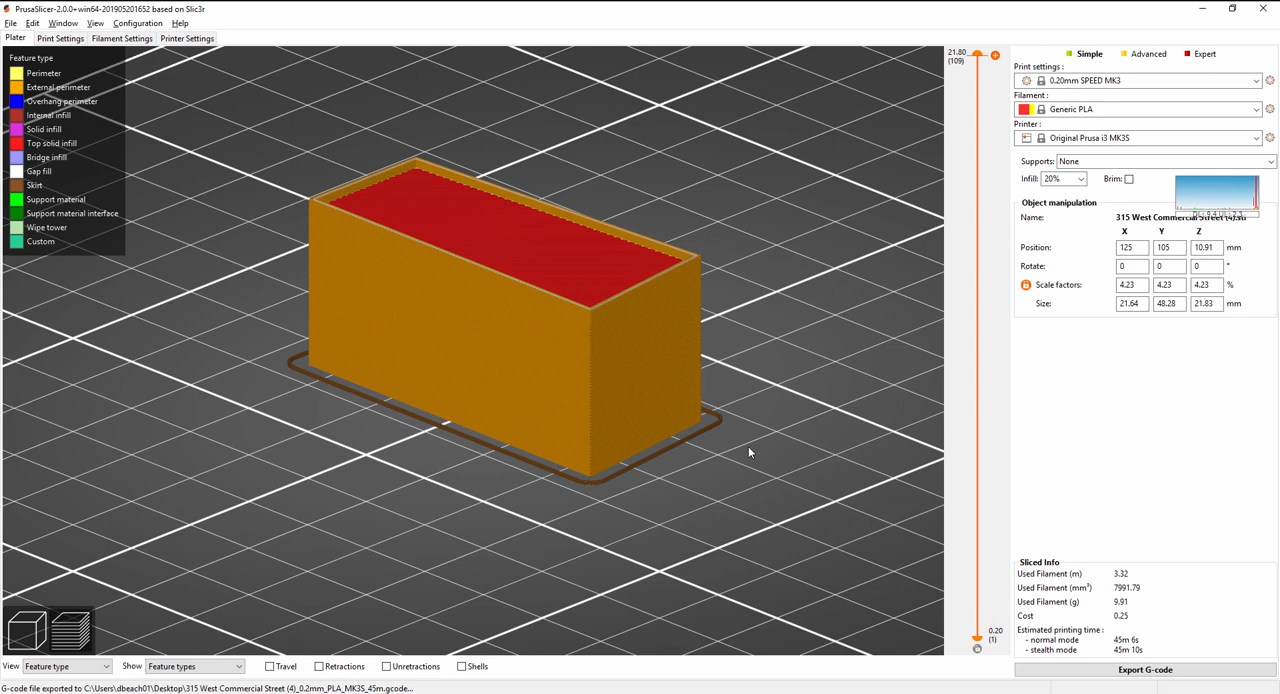 PrusaSlicer-2.0.0+win64-201905201652 based on Slic3r
File Edit Window View Configuration Help
Plater Print Settings Filament Settings Printer Settings
Feature type
Perimeter
External perimeter
Overhang perimeter
Internal infill
Solid infill
Top solid infill
Bridge infill
Gap fill
Skirt
Support material
Support material interface
Wipe tower
Custom
21.80
(109)
0.20
(1)
Simple Advanced Expert
Print settings :
0.20mm SPEED MK3
Filament :
Generic PLA
Printer :
Original Prusa i3 MK3S
Supports: None
Infill: 20% Brim:
Object manipulation
Name: 315 West Commercial Street (4).stl
X Y Z
Position: 125 105 10.91 mm
Rotate: 0 0 0 °
Scale factors: 4.23 4.23 4.23 %
Size: 21.64 48.28 21.83 mm
Sliced Info
Used Filament (m) 3.32
Used Filament (mm³) 7991.79
Used Filament (g) 9.91
Cost 0.25
Estimated printing time :
- normal mode 45m 6s
- stealth mode 45m 10s
Export G-code
View Feature type Show Feature types Travel Retractions Unretractions Shells
G-code file exported to C:\Users\dbeach01\Desktop\315 West Commercial Street (4)_0.2mm_PLA_MK3S_45m.gcode...